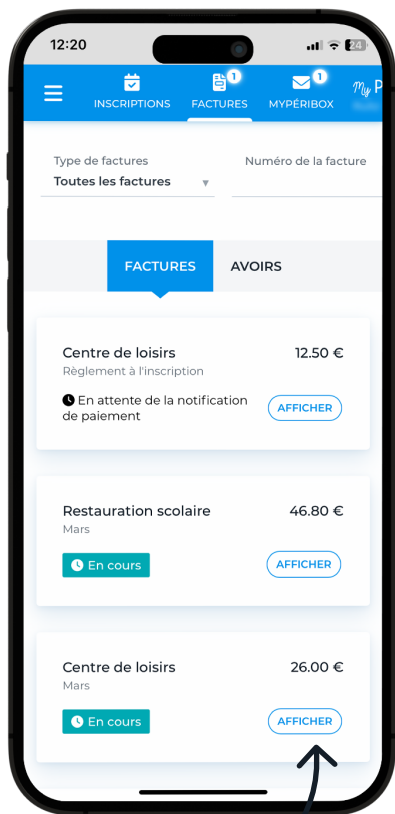 12:20
24
1
1
INSCRIPTIONS FACTURES MYPÉRIBOX My P
Type de factures Numéro de la facture
Toutes les factures
FACTURES AVOIRS
Centre de loisirs 12.50 €
Règlement à l'inscription
En attente de la notification
de paiement
AFFICHER
Restauration scolaire 46.80 €
Mars
En cours AFFICHER
Centre de loisirs 26.00 €
Mars
En cours AFFICHER